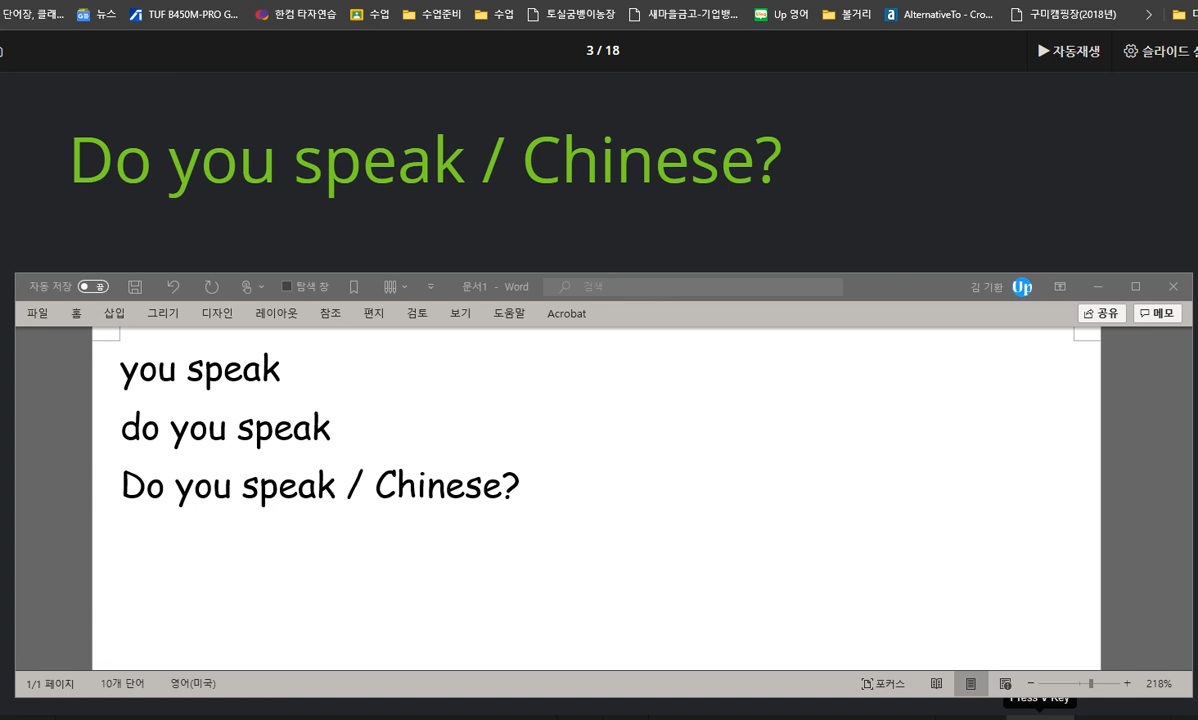 단어장, 클래... 뉴스 TUF B450M-PRO G... 한컴 타자연습 수업 수업준비 수업 토실굼벵이농장 새마을금고-기업뱅... Up 영어 볼거리 AlternativeTo - Cro... 구미캠핑장(2018년)
3 / 18 자동재생 슬라이드
Do you speak / Chinese?
자동 저장 끔 탐색 창 문서1 - Word 검색 김 기환 Up
파일 홈 삽입 그리기 디자인 레이아웃 참조 편지 검토 보기 도움말 Acrobat 공유 메모
you speak
do you speak
Do you speak / Chinese?
1/1 페이지 10개 단어 영어(미국) 포커스 218%
Press V Key